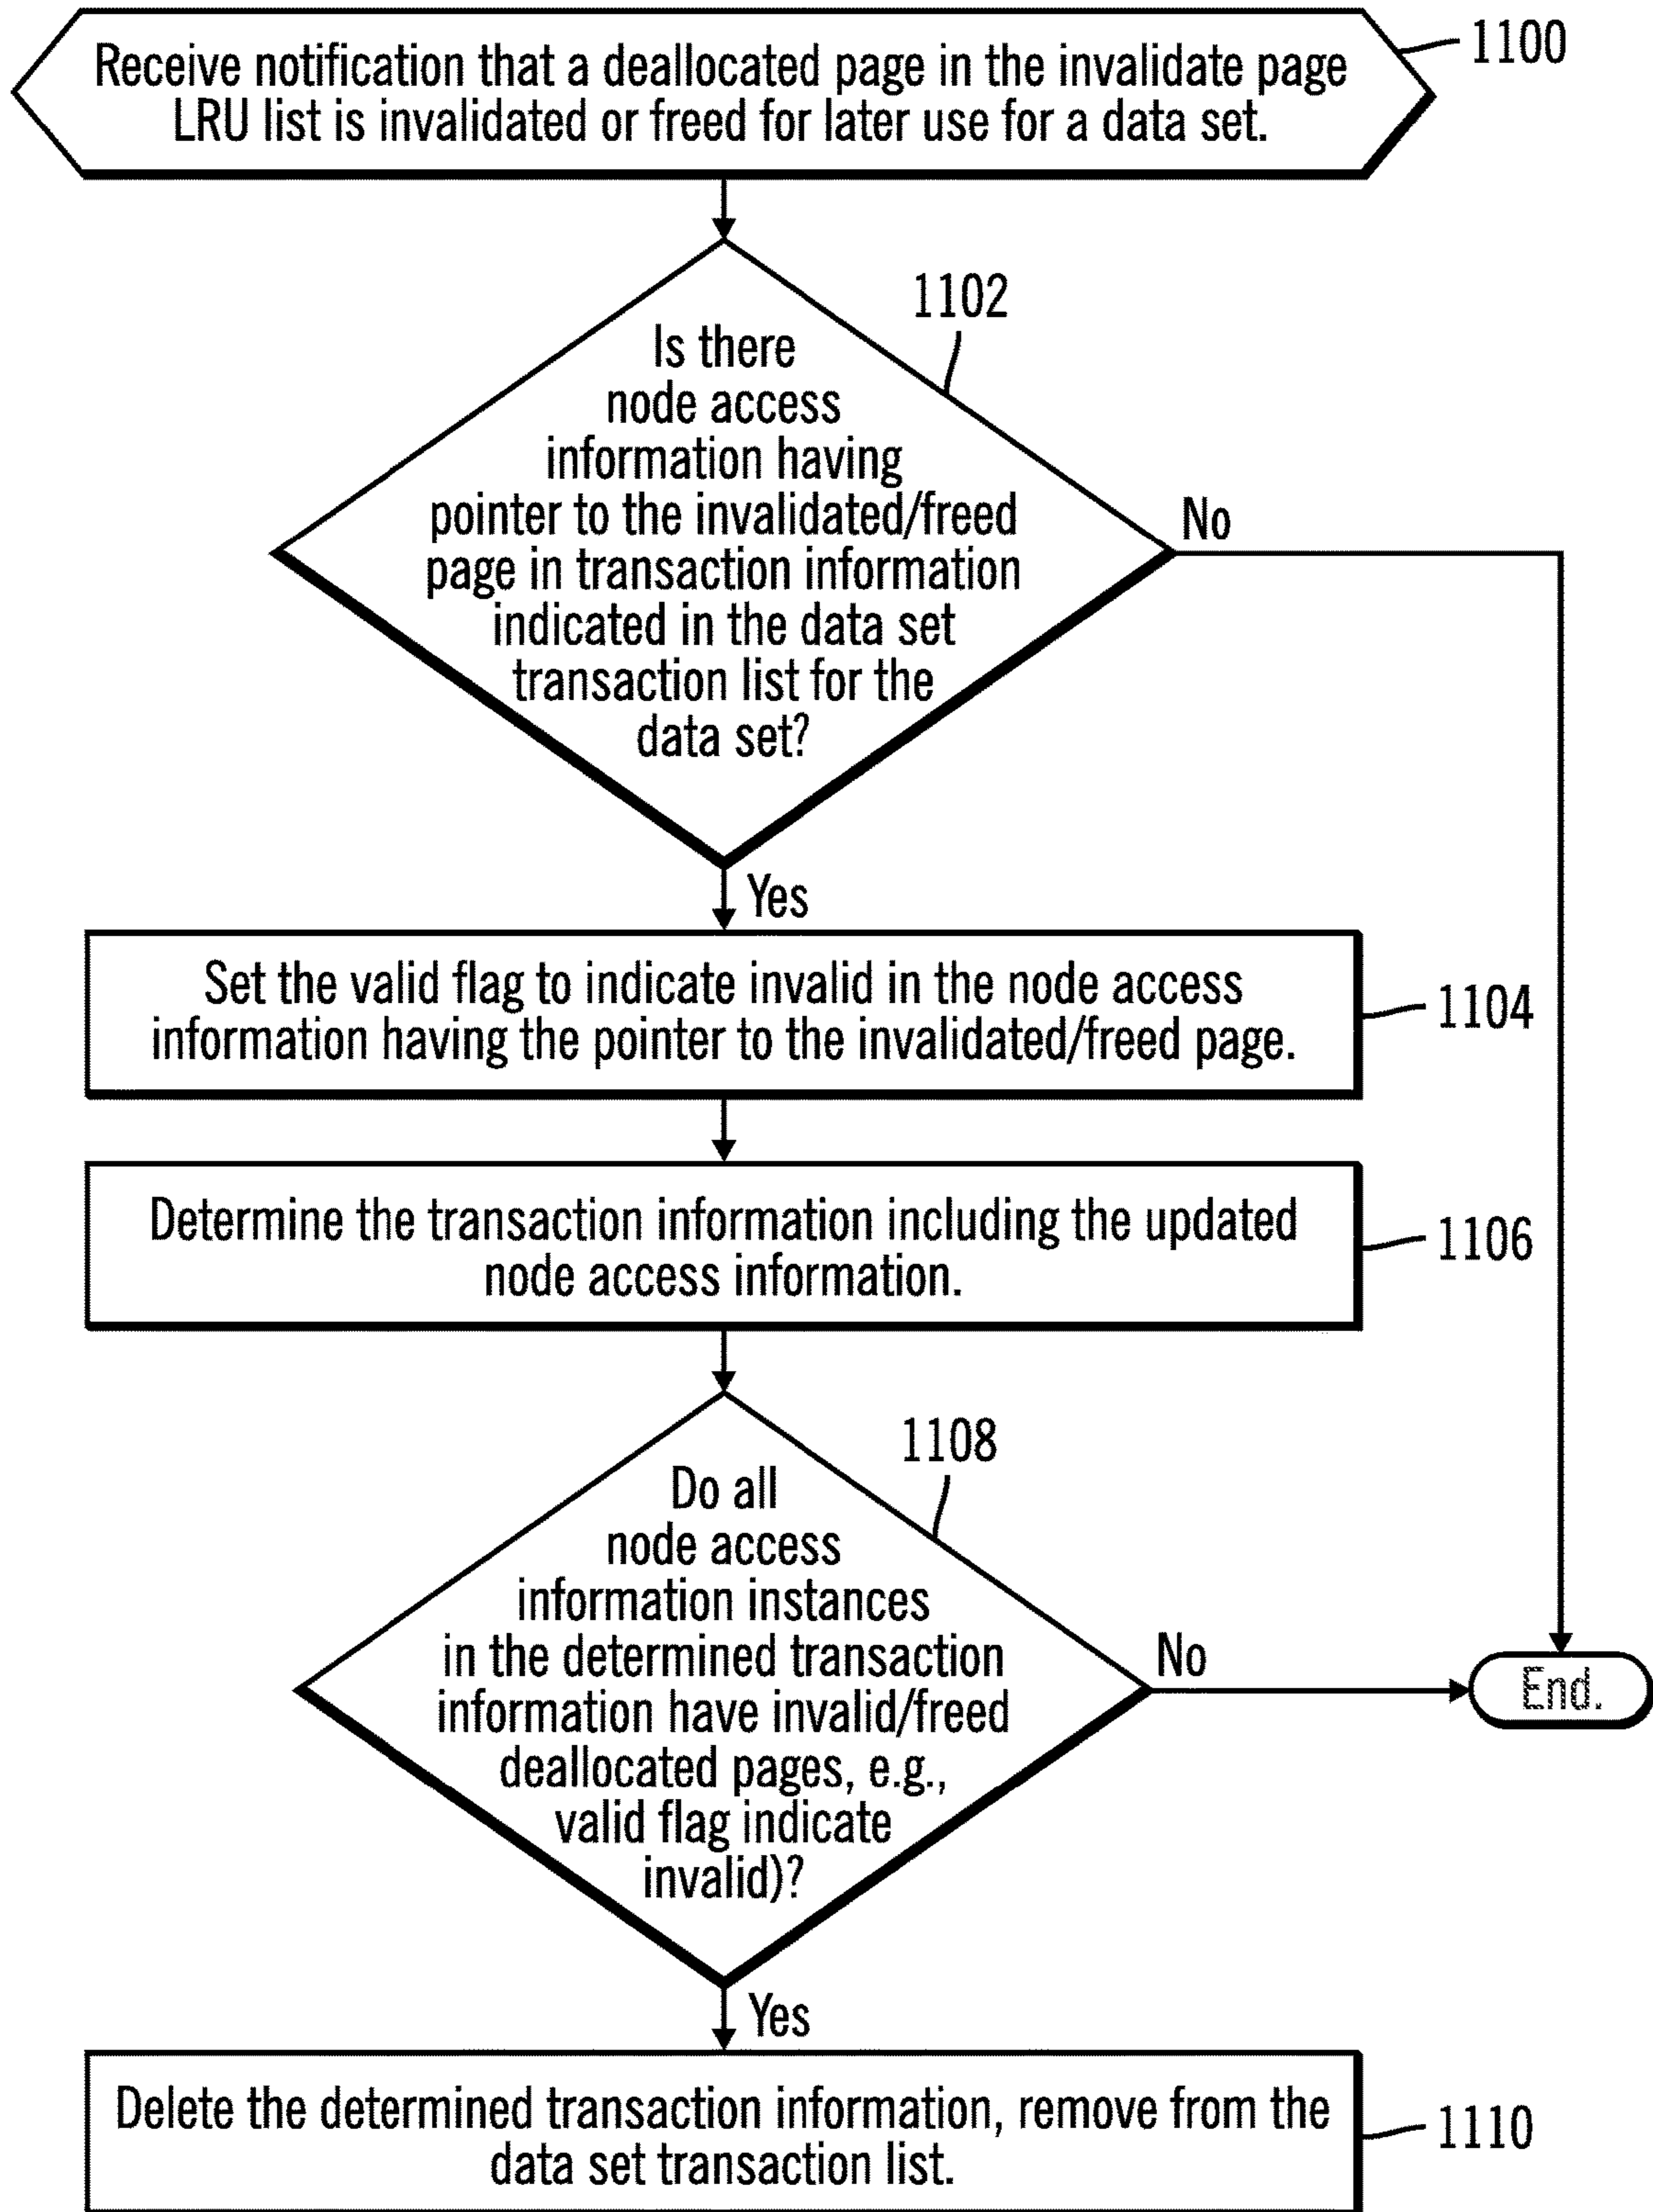 Receive notification that a deallocated page in the invalidate page
LRU list is invalidated or freed for later use for a data set.
1100
1102
Is there
node access
information having
pointer to the invalidated/freed
page in transaction information
indicated in the data set
transaction list for the
data set?
No
Yes
Set the valid flag to indicate invalid in the node access
information having the pointer to the invalidated/freed page.
1104
Determine the transaction information including the updated
node access information.
1106
1108
Do all
node access
information instances
in the determined transaction
information have invalid/freed
deallocated pages, e.g.,
valid flag indicate
invalid)?
No
End.
Yes
Delete the determined transaction information, remove from the
data set transaction list.
1110